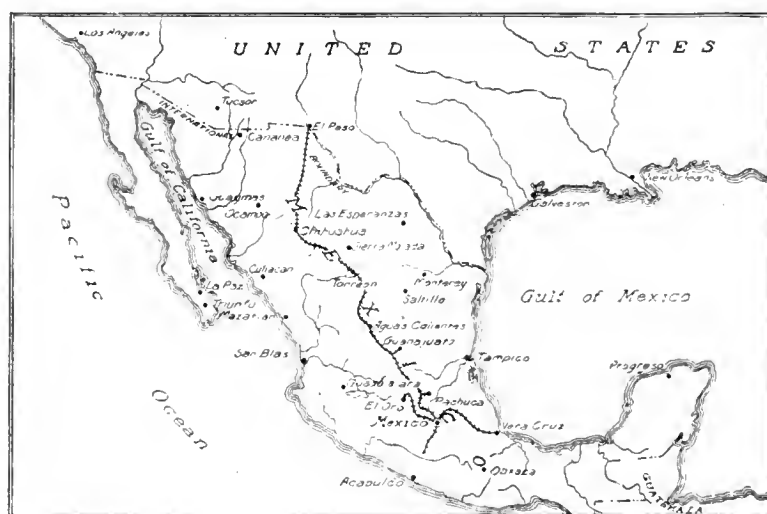 Los Angeles
UNITED STATES
Tucson
INTERNATIONAL
El Paso
Cananea
Gulf of California
Ocampo
Las Esperanzas
Chihuahua
Sierra Mojada
New Orleans
Galveston
Pacific
Ocean
Culiacan
Torreon
Monterey
Saltillo
La Paz
Triunfo
Mazatlan
Gulf of Mexico
Aguas Calientes
Guanajuato
San Blas
Tampico
Progreso
Pachuca
El Oro
Mexico
Vera Cruz
MEXICO
Oaxaca
Acapulco
GUATEMALA